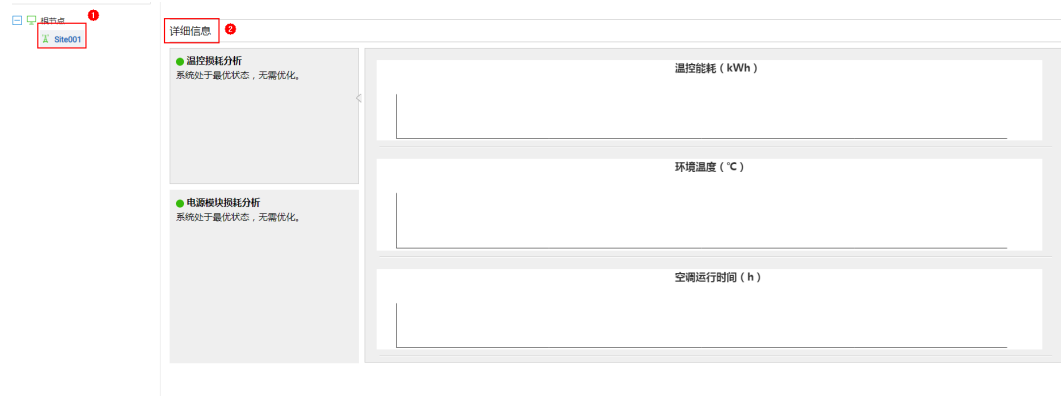 根节点
1
Site001
详细信息
2
温控损耗分析
系统处于最优状态，无需优化。
电源模块损耗分析
系统处于最优状态，无需优化。
温控能耗（kWh）
环境温度（℃）
空调运行时间（h）